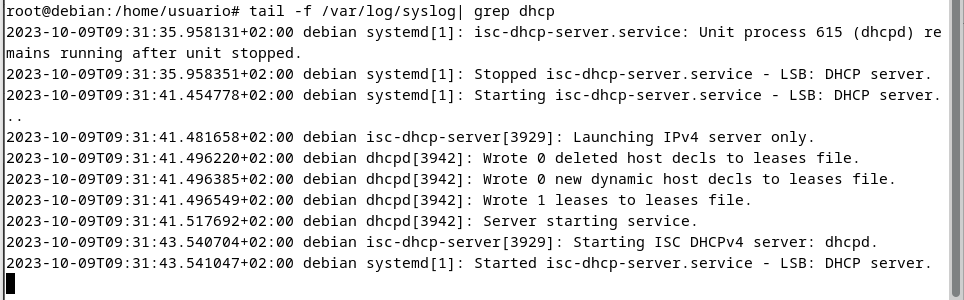 root@debian:/home/usuario# tail -f /var/log/syslog| grep dhcp
2023-10-09T09:31:35.958131+02:00 debian systemd[1]: isc-dhcp-server.service: Unit process 615 (dhcpd) re
mains running after unit stopped.
2023-10-09T09:31:35.958351+02:00 debian systemd[1]: Stopped isc-dhcp-server.service - LSB: DHCP server.
2023-10-09T09:31:41.454778+02:00 debian systemd[1]: Starting isc-dhcp-server.service - LSB: DHCP server.
..
2023-10-09T09:31:41.481658+02:00 debian isc-dhcp-server[3929]: Launching IPv4 server only.
2023-10-09T09:31:41.496220+02:00 debian dhcpd[3942]: Wrote 0 deleted host decls to leases file.
2023-10-09T09:31:41.496385+02:00 debian dhcpd[3942]: Wrote 0 new dynamic host decls to leases file.
2023-10-09T09:31:41.496549+02:00 debian dhcpd[3942]: Wrote 1 leases to leases file.
2023-10-09T09:31:41.517692+02:00 debian dhcpd[3942]: Server starting service.
2023-10-09T09:31:43.540704+02:00 debian isc-dhcp-server[3929]: Starting ISC DHCPv4 server: dhcpd.
2023-10-09T09:31:43.541047+02:00 debian systemd[1]: Started isc-dhcp-server.service - LSB: DHCP server.